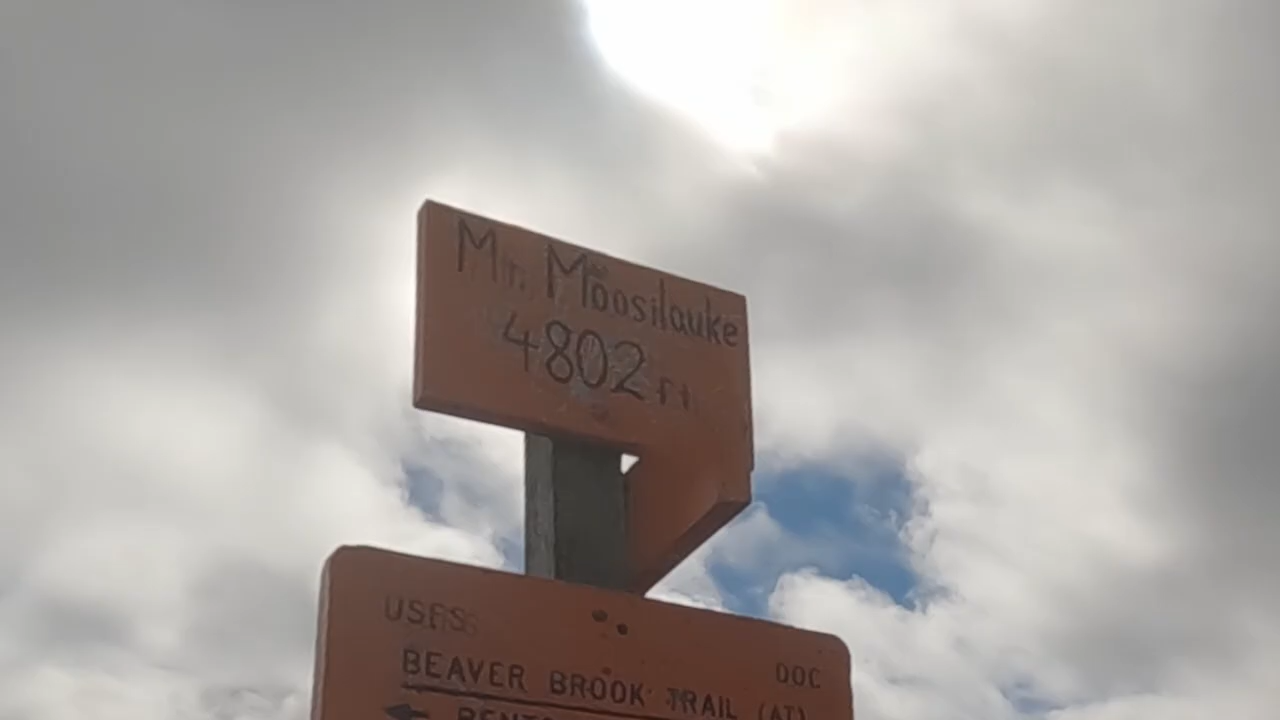 Mt. Moosilauke
4802 ft
USFS
DOC
BEAVER BROOK TRAIL (AT)